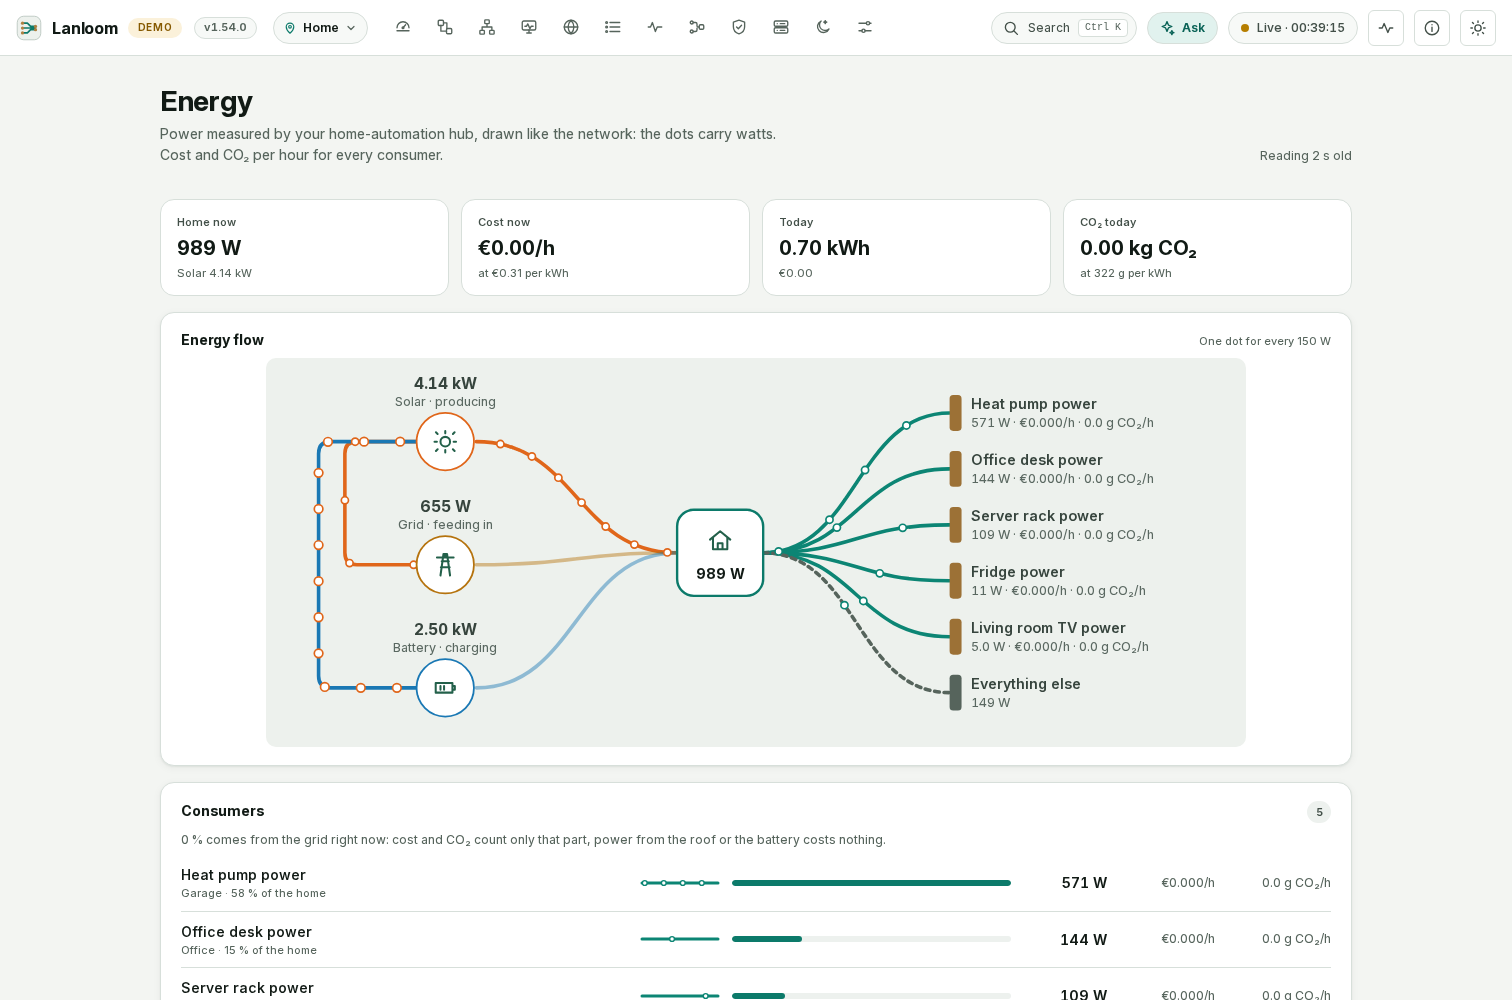 Lanloom DEMO v1.54.0 Home Search Ctrl K Ask Live · 00:39:15
Energy
Power measured by your home-automation hub, drawn like the network: the dots carry watts.
Cost and CO₂ per hour for every consumer.
Reading 2 s old
Home now
989 W
Solar 4.14 kW
Cost now
€0.00/h
at €0.31 per kWh
Today
0.70 kWh
€0.00
CO₂ today
0.00 kg CO₂
at 322 g per kWh
Energy flow
One dot for every 150 W
4.14 kW
Solar · producing
655 W
Grid · feeding in
2.50 kW
Battery · charging
989 W
Heat pump power
571 W · €0.000/h · 0.0 g CO₂/h
Office desk power
144 W · €0.000/h · 0.0 g CO₂/h
Server rack power
109 W · €0.000/h · 0.0 g CO₂/h
Fridge power
11 W · €0.000/h · 0.0 g CO₂/h
Living room TV power
5.0 W · €0.000/h · 0.0 g CO₂/h
Everything else
149 W
Consumers
5
0 % comes from the grid right now: cost and CO₂ count only that part, power from the roof or the battery costs nothing.
Heat pump power
Garage · 58 % of the home
571 W €0.000/h 0.0 g CO₂/h
Office desk power
Office · 15 % of the home
144 W €0.000/h 0.0 g CO₂/h
Server rack power
109 W €0.000/h 0.0 g CO₂/h